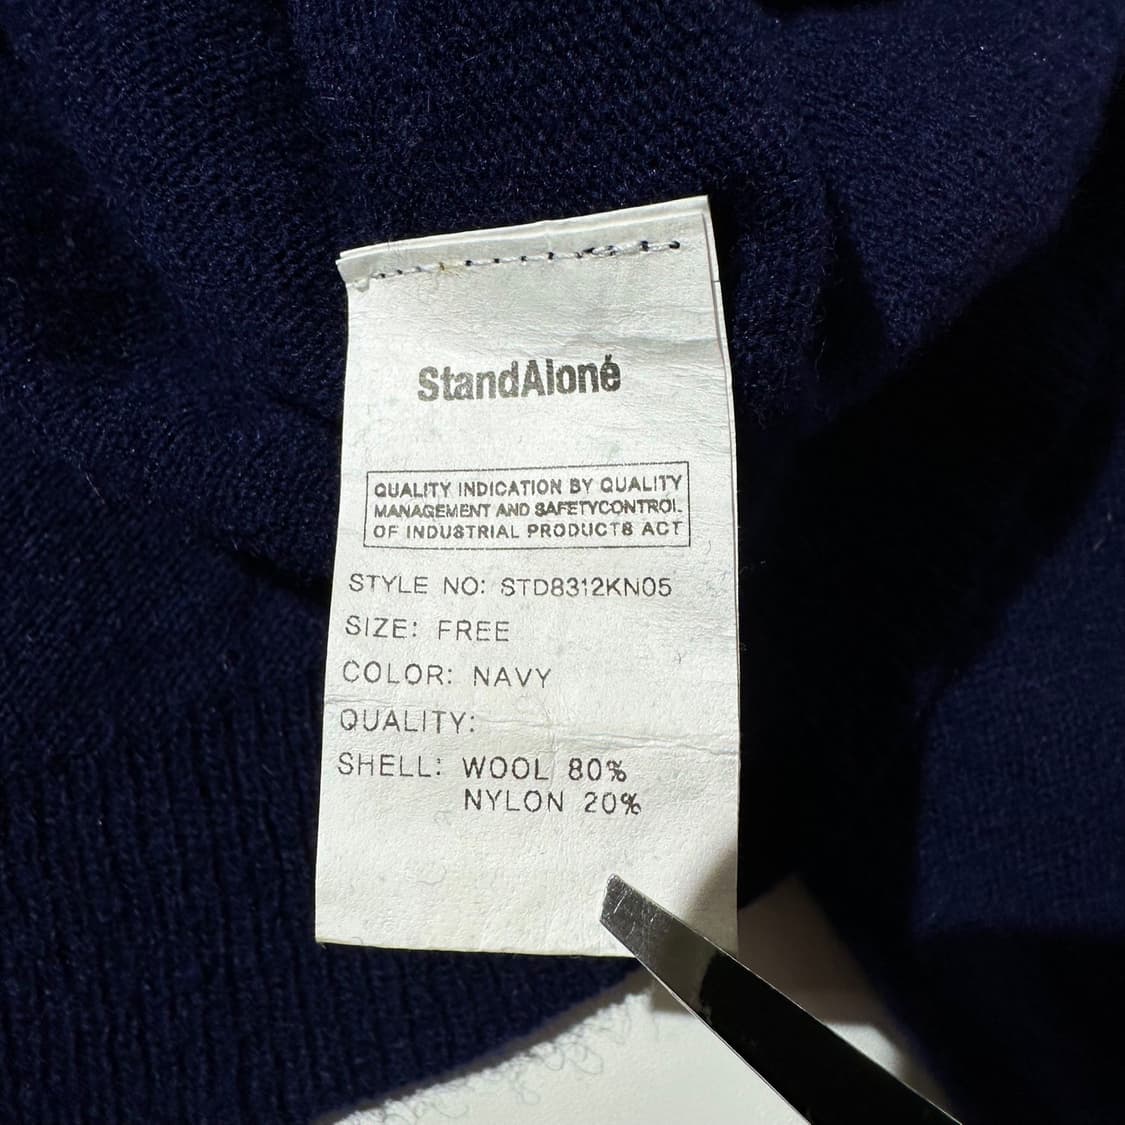 StandAloné
QUALITY INDICATION BY QUALITY
MANAGEMENT AND SAFETYCONTROL
OF INDUSTRIAL PRODUCTS ACT
STYLE NO: STD8312KN05
SIZE: FREE
COLOR: NAVY
QUALITY:
SHELL: WOOL 80%
NYLON 20%